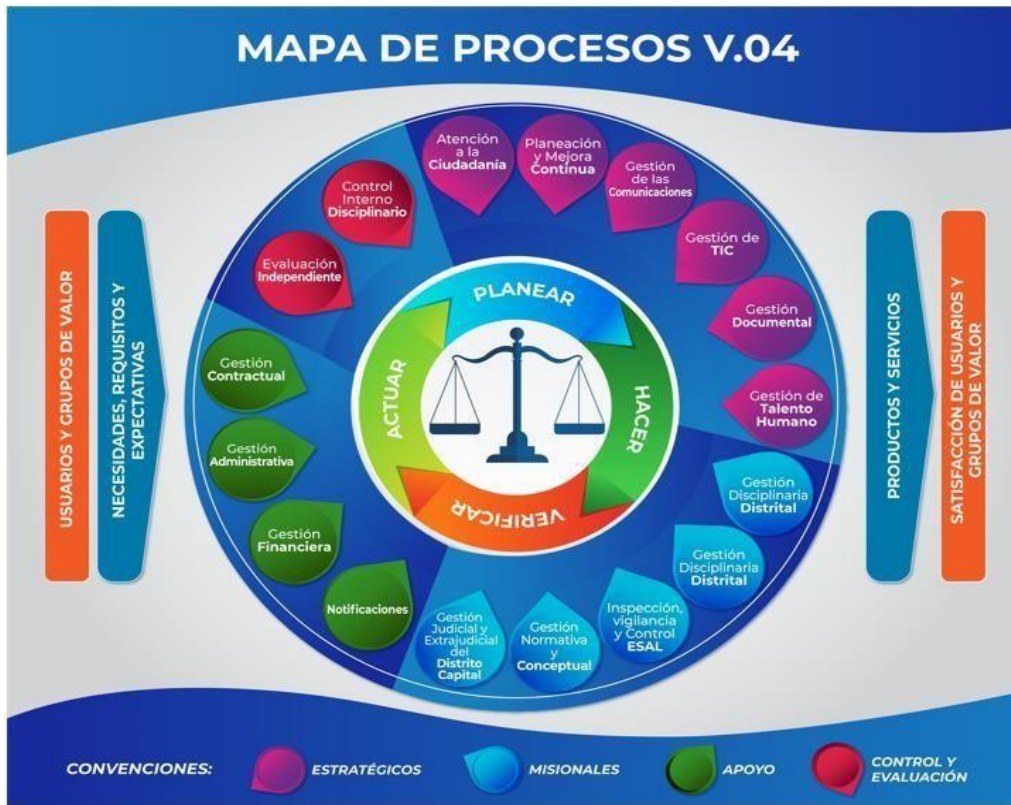 MAPA DE PROCESOS V.04
USUARIOS Y GRUPOS DE VALOR
NECESIDADES, REQUISITOS Y
EXPECTATIVAS
Atención
a la
Ciudadanía
Planeación
y Mejora
Contínua
Gestión
de las
Comunicaciones
Gestión de
TIC
Gestión
Documental
Gestión de
Talento
Humano
Gestión
Disciplinaria
Distrital
Gestión
Disciplinaria
Distrital
Inspección,
vigilancia
y Control
ESAL
Gestión
Normativa
y
Conceptual
Gestión
Judicial y
Extrajudicial
del
Distrito
Capital
Notificaciones
Gestión
Financiera
Gestión
Administrativa
Gestión
Contractual
Evaluación
Independiente
Control
Interno
Disciplinario
PLANEAR
HACER
VERIFICAR
ACTUAR
PRODUCTOS Y SERVICIOS
SATISFACCIÓN DE USUARIOS Y
GRUPOS DE VALOR
CONVENCIONES:
ESTRATÉGICOS
MISIONALES
APOYO
CONTROL Y
EVALUACIÓN